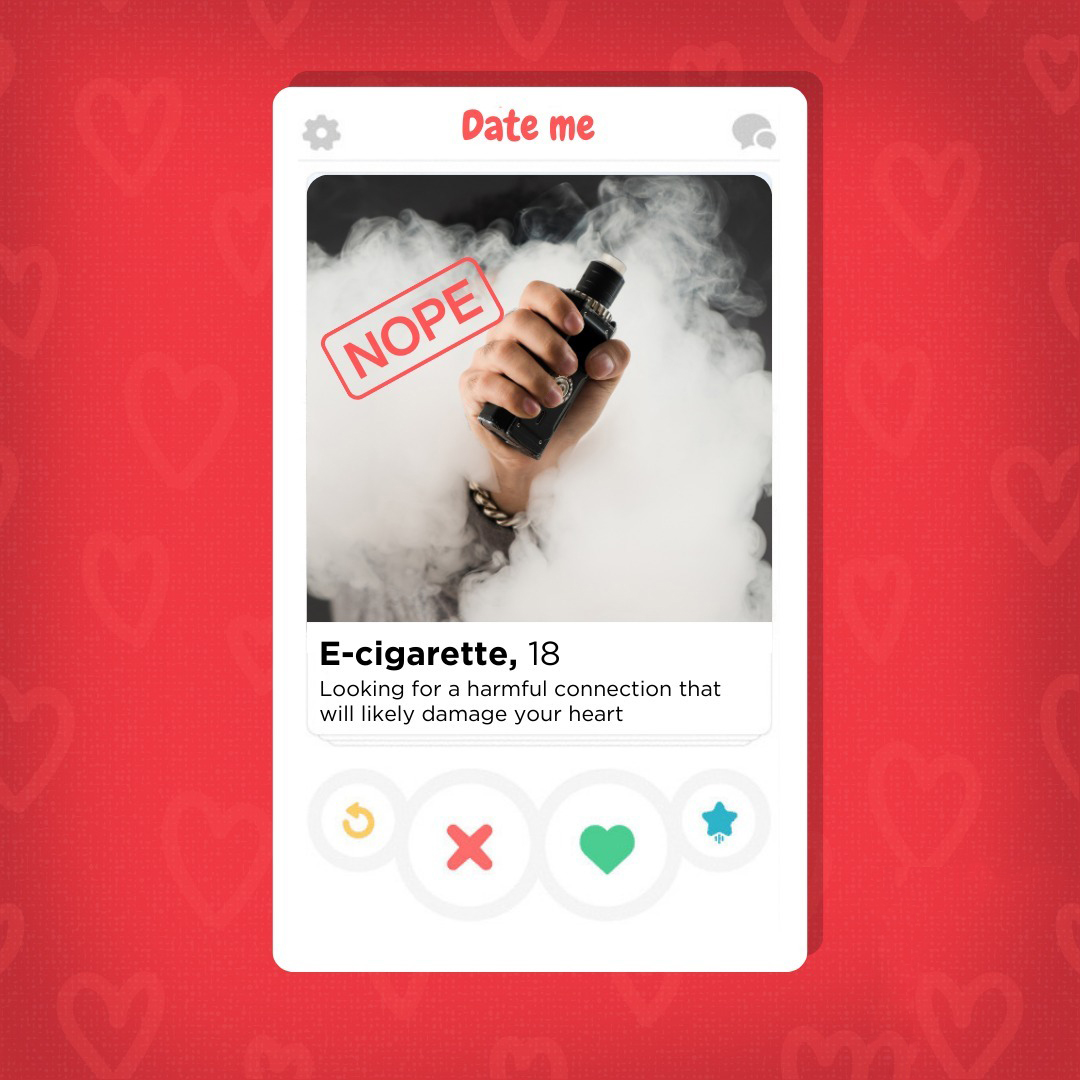 Date me
NOPE
E-cigarette, 18
Looking for a harmful connection that
will likely damage your heart